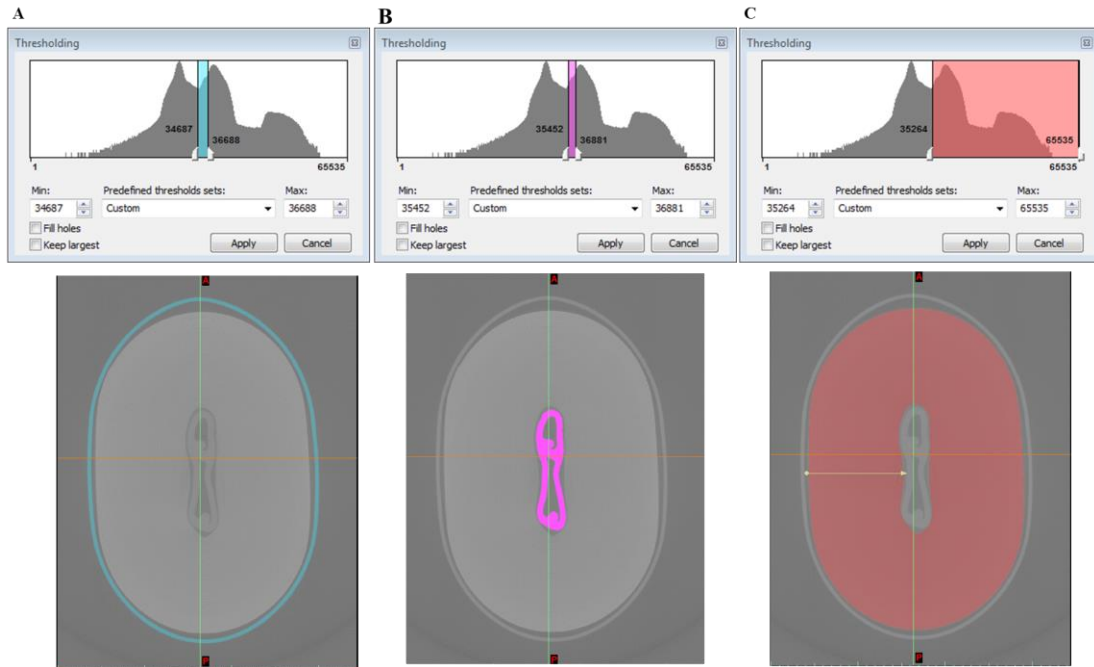 A
Thresholding
34687
36688
1
65535
Min:
Predefined thresholds sets:
Max:
34687
Custom
36688
Fill holes
Keep largest
Apply
Cancel
A
P
B
Thresholding
35452
36881
1
65535
Min:
Predefined thresholds sets:
Max:
35452
Custom
36881
Fill holes
Keep largest
Apply
Cancel
A
P
C
Thresholding
35264
65535
1
65535
Min:
Predefined thresholds sets:
Max:
35264
Custom
65535
Fill holes
Keep largest
Apply
Cancel
A
P